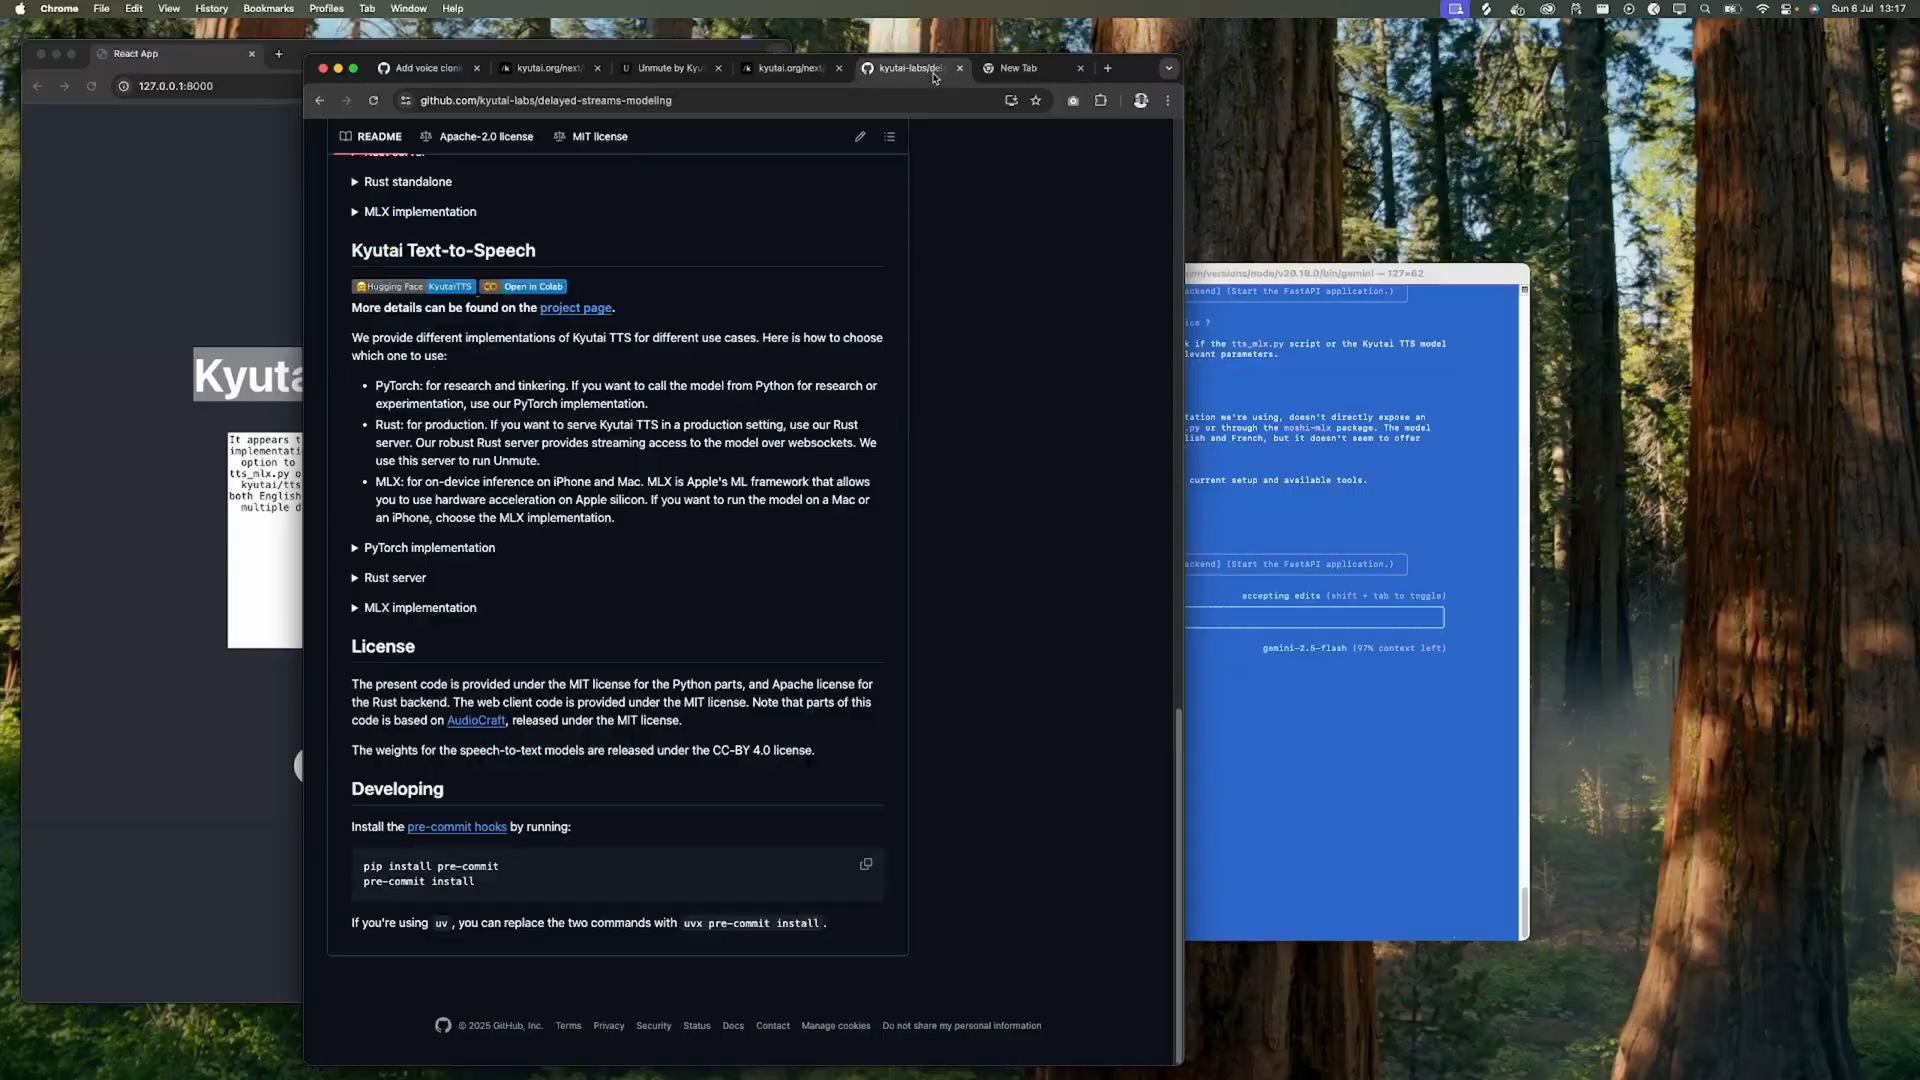 Chrome File Edit View History Bookmarks Profiles Tab Window Help
Sun 6 Jul 13:17
React App
127.0.0.1:8000
Kyuta
It appears t
implementati
option to
tts_mlx.py o
kyutai/tts
both English
multiple d
Add voice cloni
kyutai.org/next/
Unmute by Kyu
kyutai.org/next/
kyutai-labs/del
New Tab
github.com/kyutai-labs/delayed-streams-modeling
README Apache-2.0 license MIT license
Rust server
Rust standalone
MLX implementation
Kyutai Text-to-Speech
Hugging Face KyutaiTTS Open in Colab
More details can be found on the project page.
We provide different implementations of Kyutai TTS for different use cases. Here is how to choose
which one to use:
• PyTorch: for research and tinkering. If you want to call the model from Python for research or
experimentation, use our PyTorch implementation.
• Rust: for production. If you want to serve Kyutai TTS in a production setting, use our Rust
server. Our robust Rust server provides streaming access to the model over websockets. We
use this server to run Unmute.
• MLX: for on-device inference on iPhone and Mac. MLX is Apple's ML framework that allows
you to use hardware acceleration on Apple silicon. If you want to run the model on a Mac or
an iPhone, choose the MLX implementation.
PyTorch implementation
Rust server
MLX implementation
License
The present code is provided under the MIT license for the Python parts, and Apache license for
the Rust backend. The web client code is provided under the MIT license. Note that parts of this
code is based on AudioCraft, released under the MIT license.
The weights for the speech-to-text models are released under the CC-BY 4.0 license.
Developing
Install the pre-commit hooks by running:
pip install pre-commit
pre-commit install
If you're using uv, you can replace the two commands with uvx pre-commit install.
© 2025 GitHub, Inc. Terms Privacy Security Status Docs Contact Manage cookies Do not share my personal information
vm/versions/node/v20.18.0/bin/gemini — 127×62
ackend] (Start the FastAPI application.)
ice ?
k if the tts_mlx.py script or the Kyutai TTS model
levant parameters.
tation we're using, doesn't directly expose an
.py or through the moshi-mlx package. The model
lish and French, but it doesn't seem to offer
current setup and available tools.
ackend] (Start the FastAPI application.)
accepting edits (shift + tab to toggle)
gemini-2.5-flash (97% context left)